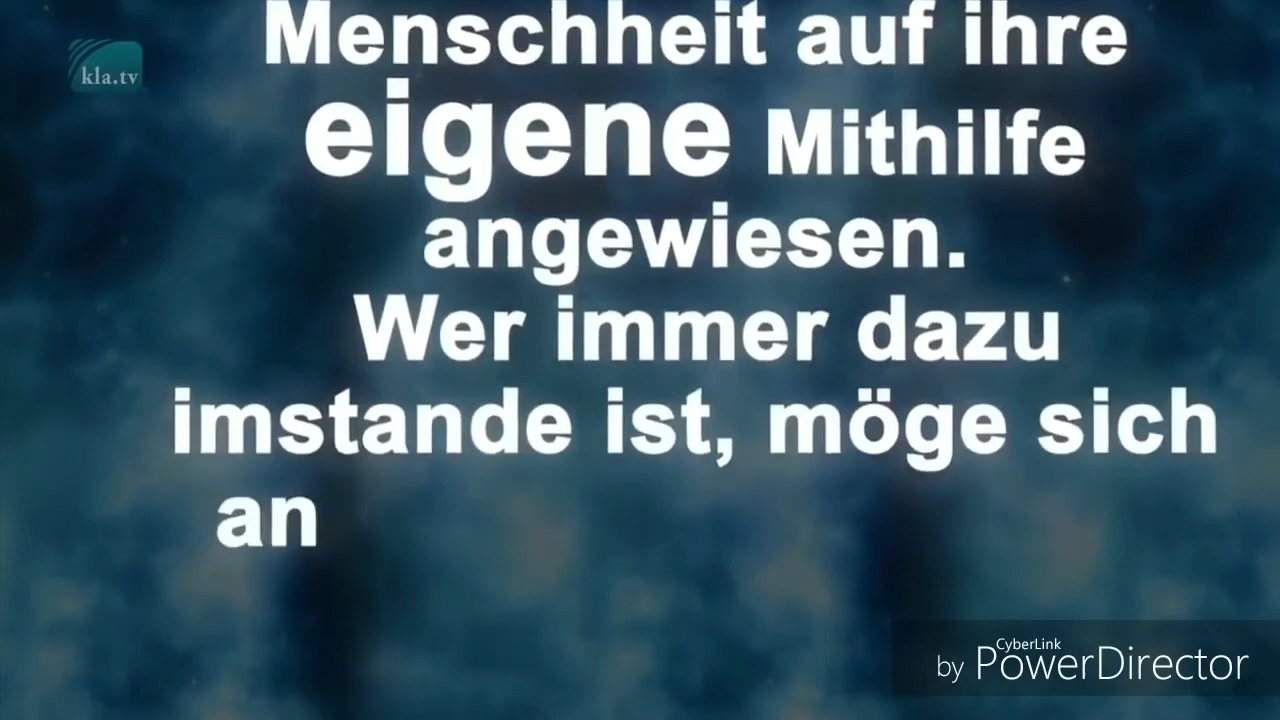 kla.tv
Menschheit auf ihre
eigene Mithilfe
angewiesen.
Wer immer dazu
imstande ist, möge sich
an
CyberLink
by PowerDirector